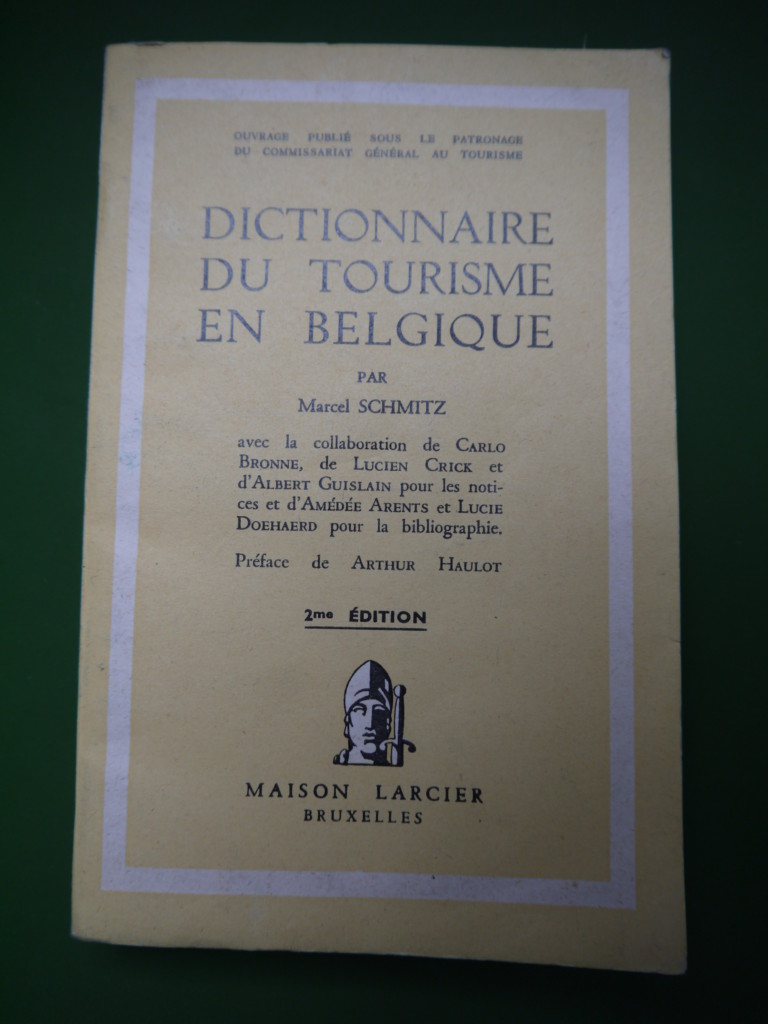 OUVRAGE PUBLIÉ SOUS LE PATRONAGE
DU COMMISSARIAT GÉNÉRAL AU TOURISME
DICTIONNAIRE
DU TOURISME
EN BELGIQUE
PAR
Marcel SCHMITZ
avec la collaboration de CARLO
BRONNE, de LUCIEN CRICK et
d'ALBERT GUISLAIN pour les noti-
ces et d'AMÉDÉE ARENTS et LUCIE
DOEHAERD pour la bibliographie.
Préface de ARTHUR HAULOT
2me ÉDITION
MAISON LARCIER
BRUXELLES